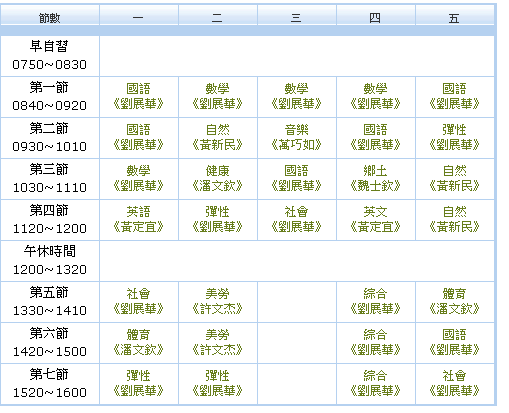 節數 一 二 三 四 五
早自習
0750~0830
第一節 國語 數學 數學 數學 國語
0840~0920 《劉展華》 《劉展華》 《劉展華》 《劉展華》 《劉展華》
第二節 國語 自然 音樂 國語 彈性
0930~1010 《劉展華》 《黃新民》 《萬巧如》 《劉展華》 《劉展華》
第三節 數學 健康 國語 鄉土 自然
1030~1110 《劉展華》 《潘文欽》 《劉展華》 《魏士欽》 《黃新民》
第四節 英語 彈性 社會 英文 自然
1120~1200 《黃定宜》 《劉展華》 《劉展華》 《黃定宜》 《黃新民》
午休時間
1200~1320
第五節 社會 美勞 綜合 體育
1330~1410 《劉展華》 《許文杰》 《劉展華》 《潘文欽》
第六節 體育 美勞 綜合 國語
1420~1500 《潘文欽》 《許文杰》 《劉展華》 《劉展華》
第七節 彈性 彈性 綜合 社會
1520~1600 《劉展華》 《劉展華》 《劉展華》 《劉展華》